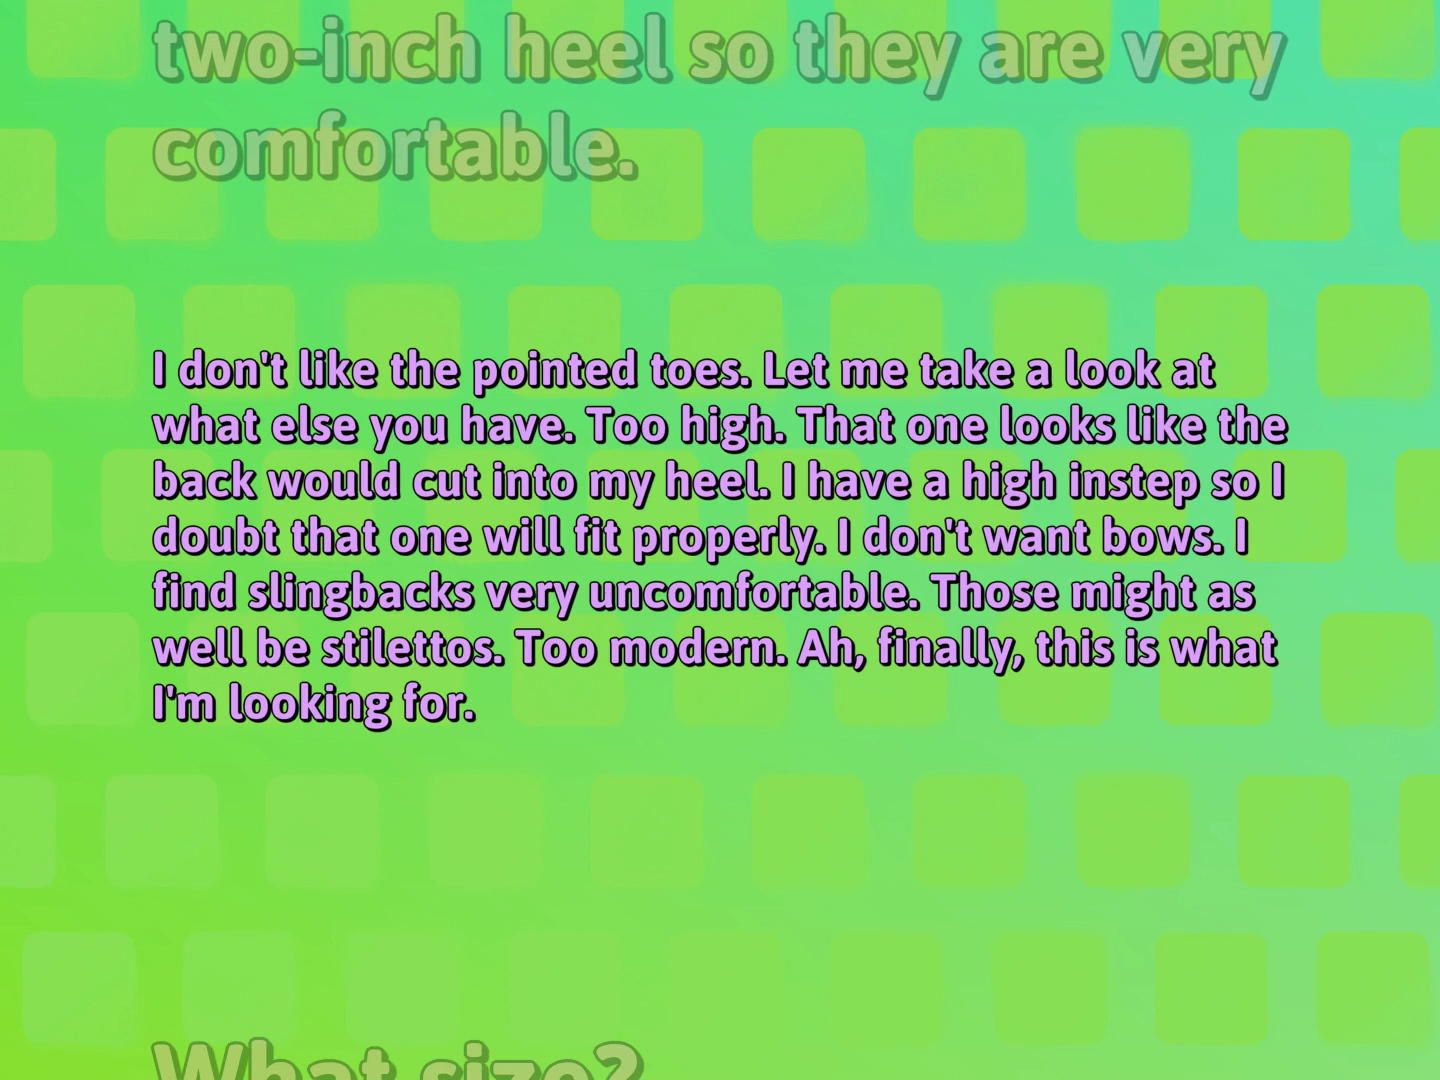 two-inch heel so they are very
comfortable.
I don't like the pointed toes. Let me take a look at
what else you have. Too high. That one looks like the
back would cut into my heel. I have a high instep so I
doubt that one will fit properly. I don't want bows. I
find slingbacks very uncomfortable. Those might as
well be stilettos. Too modern. Ah, finally, this is what
I'm looking for.
What size?